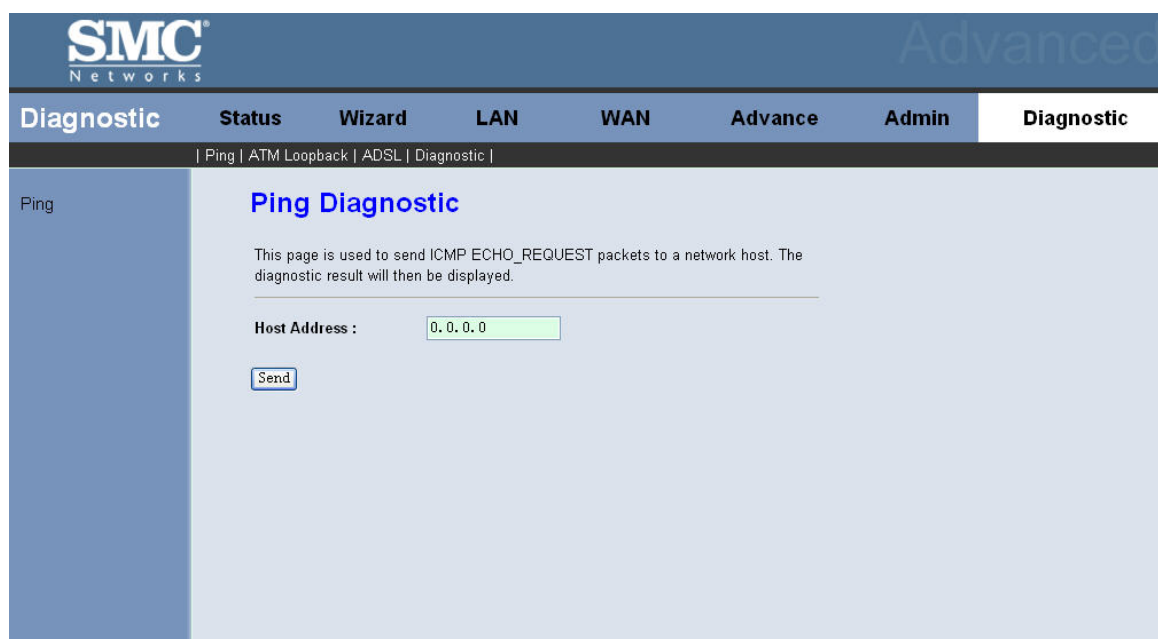 SMC®
Networks
Advanced
Diagnostic Status Wizard LAN WAN Advance Admin Diagnostic
| Ping | ATM Loopback | ADSL | Diagnostic |
Ping
Ping Diagnostic
This page is used to send ICMP ECHO_REQUEST packets to a network host. The
diagnostic result will then be displayed.
Host Address : 0.0.0.0
Send